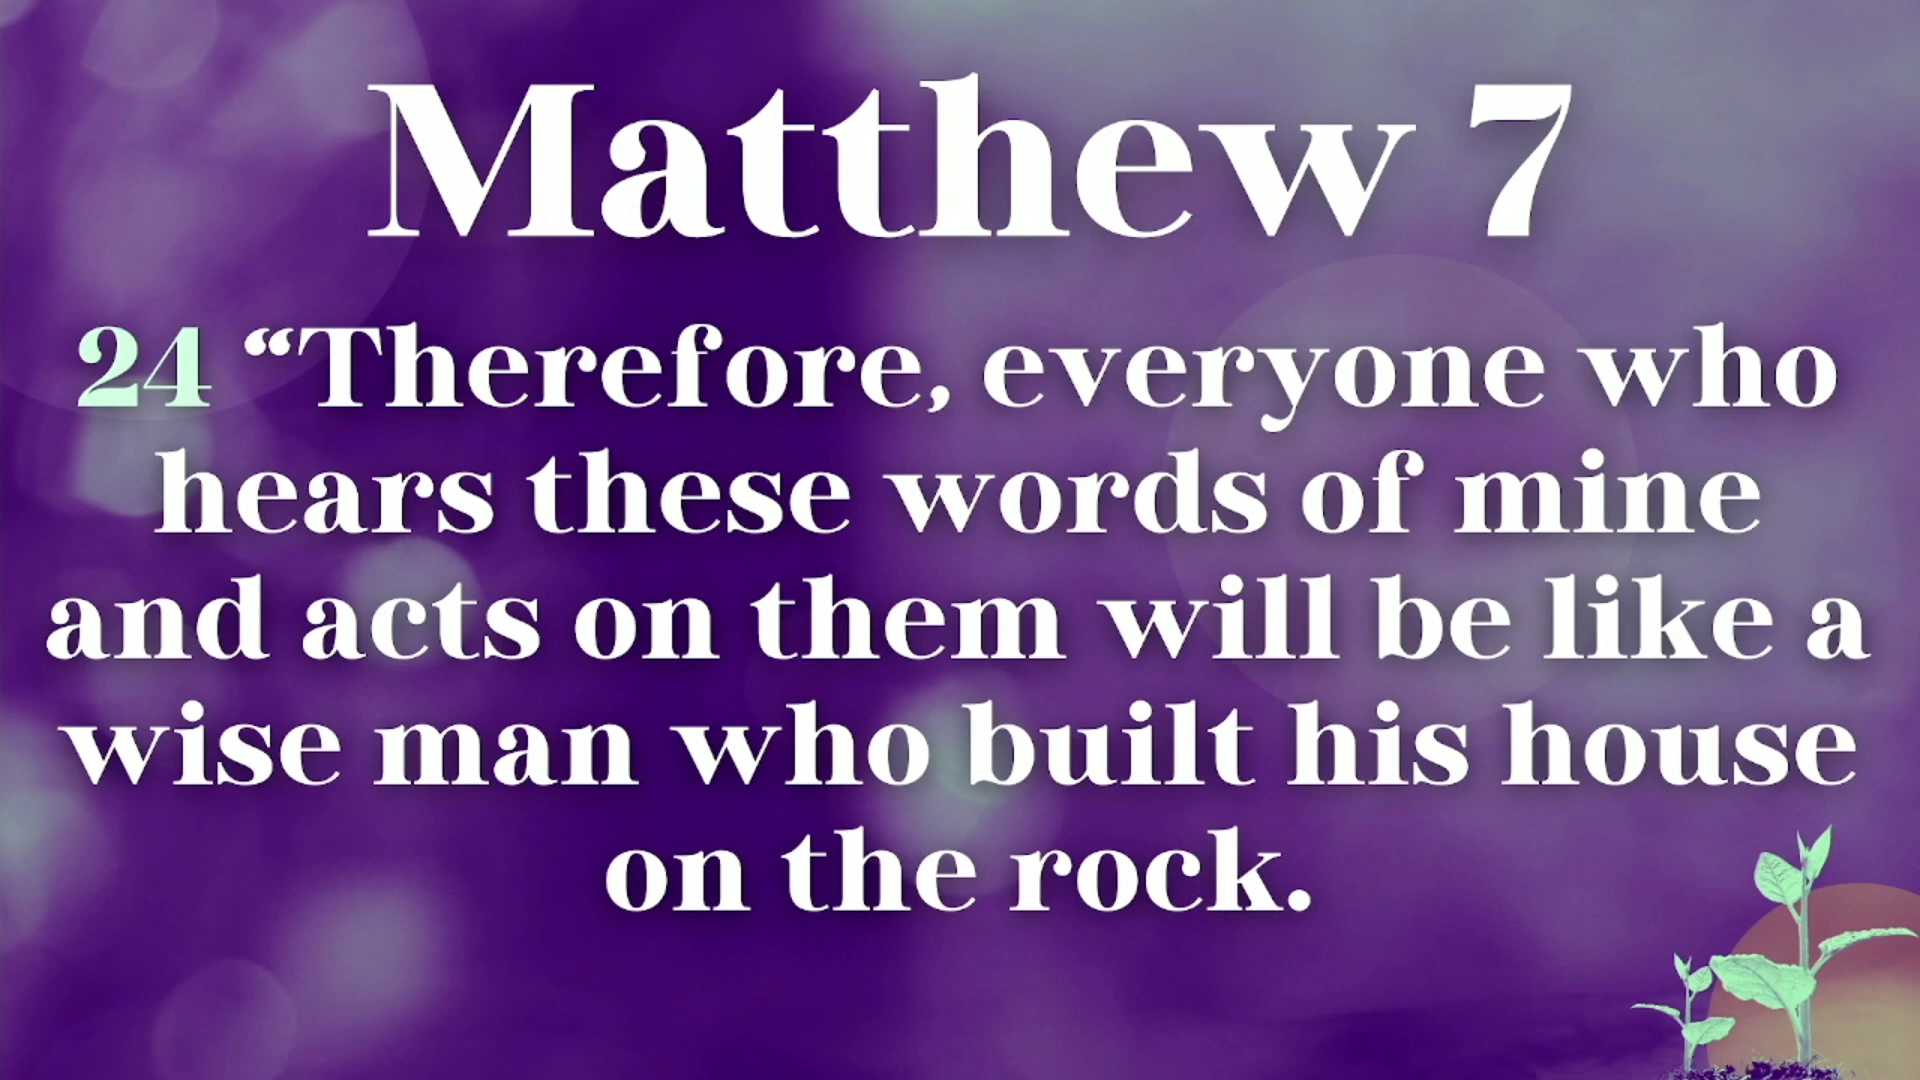 Matthew 7
24 “Therefore, everyone who
hears these words of mine
and acts on them will be like a
wise man who built his house
on the rock.